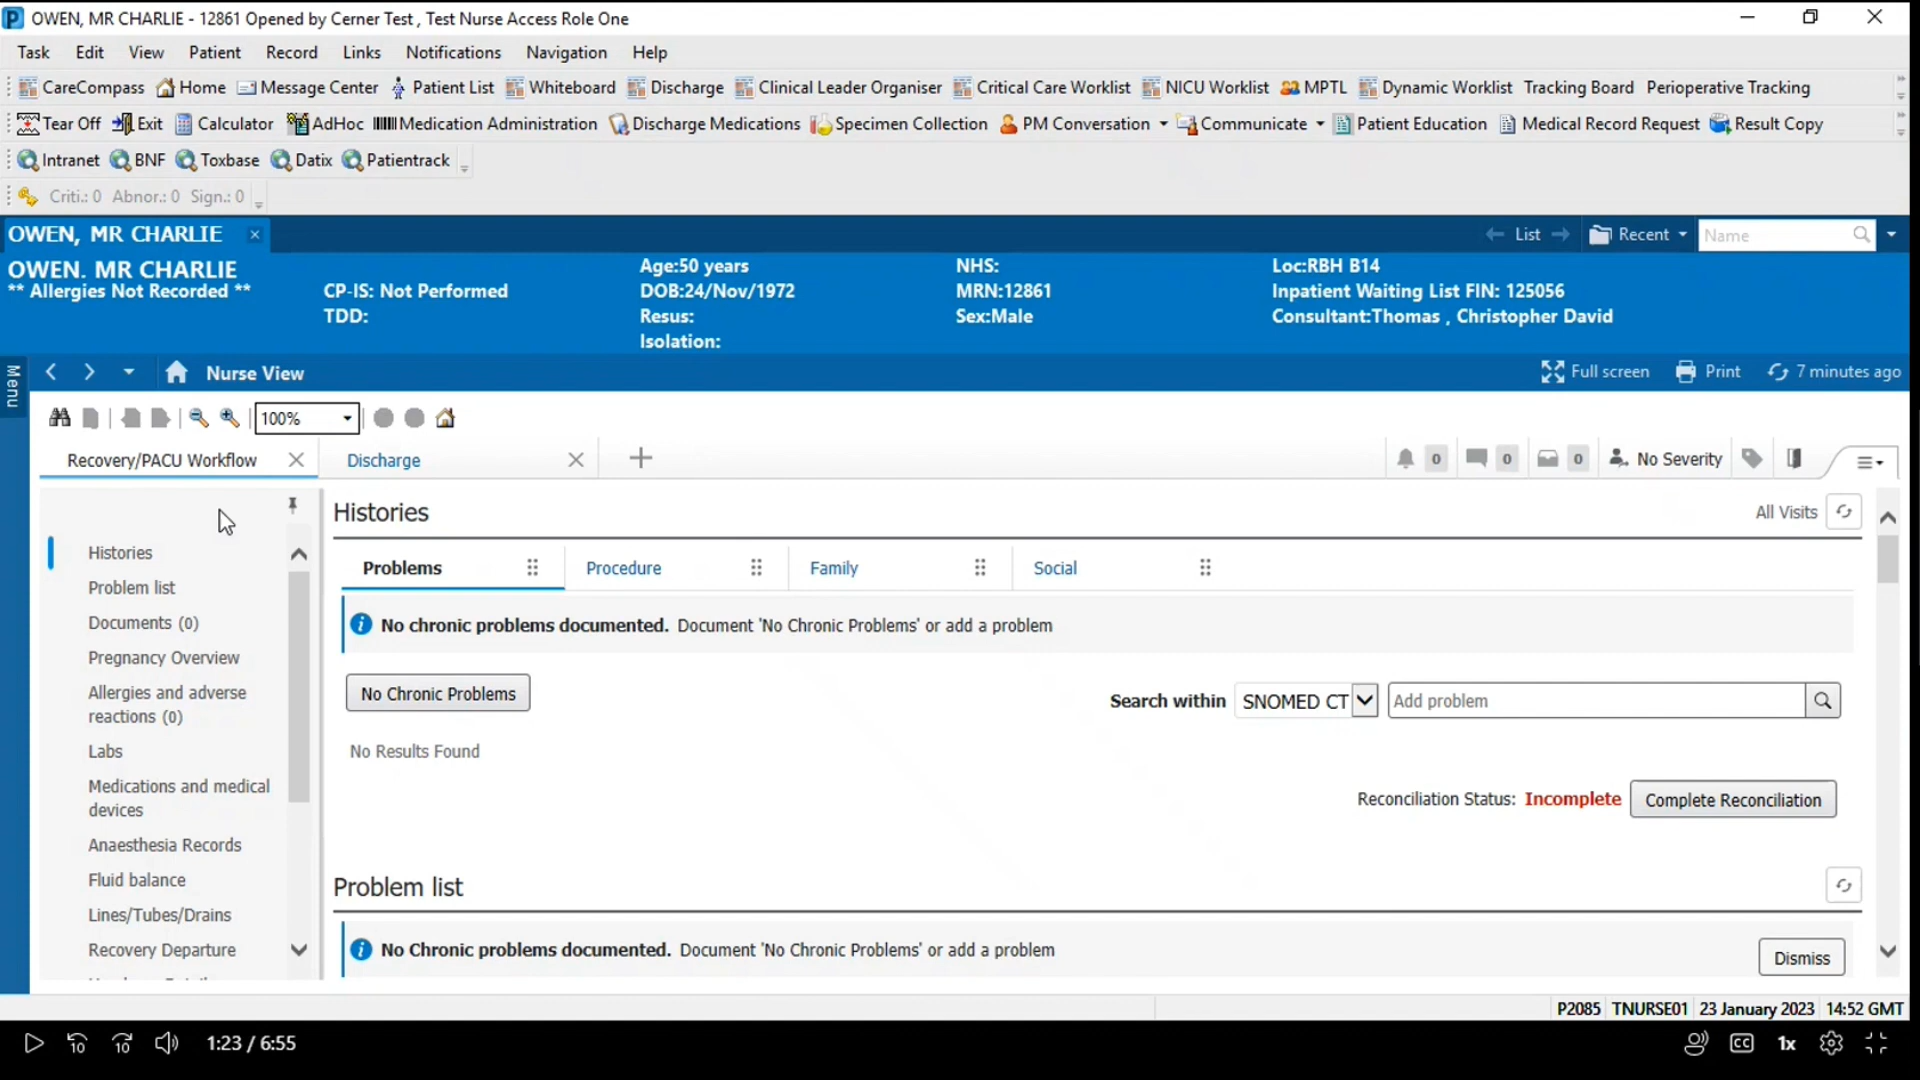 OWEN, MR CHARLIE - 12861 Opened by Cerner Test , Test Nurse Access Role One
Task Edit View Patient Record Links Notifications Navigation Help
CareCompass Home Message Center Patient List Whiteboard Discharge Clinical Leader Organiser Critical Care Worklist NICU Worklist MPTL Dynamic Worklist Tracking Board Perioperative Tracking
Tear Off Exit Calculator AdHoc Medication Administration Discharge Medications Specimen Collection PM Conversation Communicate Patient Education Medical Record Request Result Copy
Intranet BNF Toxbase Datix Patientrack
Criti.: 0 Abnor.: 0 Sign.: 0
OWEN, MR CHARLIE List Recent Name
OWEN. MR CHARLIE Age:50 years NHS: Loc:RBH B14
** Allergies Not Recorded ** CP-IS: Not Performed DOB:24/Nov/1972 MRN:12861 Inpatient Waiting List FIN: 125056
TDD: Resus: Sex:Male Consultant:Thomas , Christopher David
Isolation:
Menu Nurse View Full screen Print 7 minutes ago
100%
Recovery/PACU Workflow Discharge 0 0 0 No Severity
Histories All Visits
Histories
Problem list
Documents (0)
Pregnancy Overview
Allergies and adverse
reactions (0)
Labs
Medications and medical
devices
Anaesthesia Records
Fluid balance
Lines/Tubes/Drains
Recovery Departure
Problems Procedure Family Social
No chronic problems documented. Document 'No Chronic Problems' or add a problem
No Chronic Problems Search within SNOMED CT Add problem
No Results Found
Reconciliation Status: Incomplete Complete Reconciliation
Problem list
No Chronic problems documented. Document 'No Chronic Problems' or add a problem
Dismiss
P2085 TNURSE01 23 January 2023 14:52 GMT
10 10 1:23 / 6:55 CC 1x